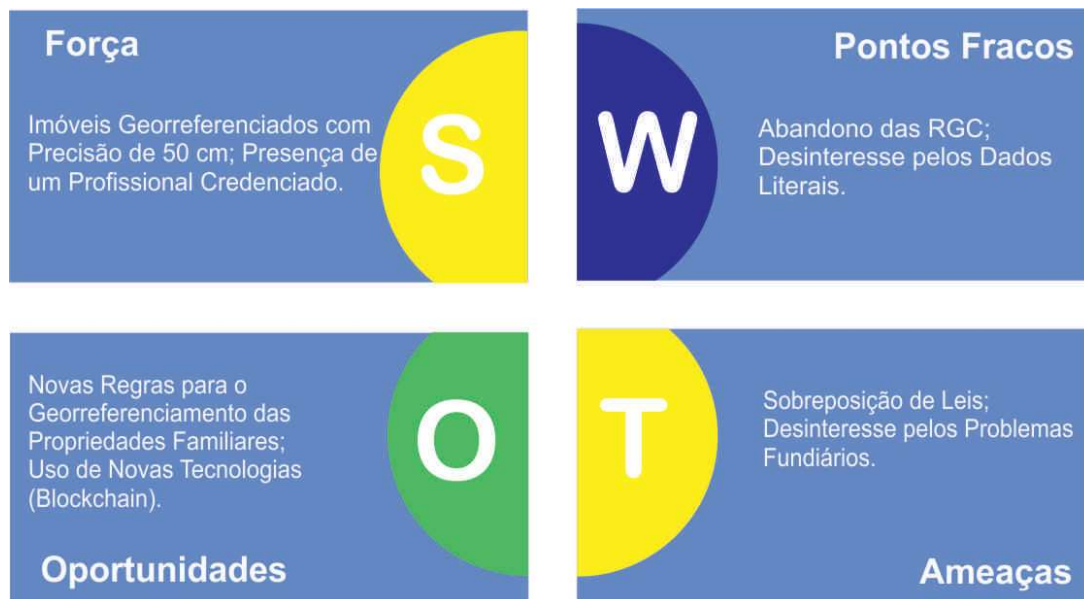 Força
Imóveis Georreferenciados com
Precisão de 50 cm; Presença de
um Profissional Credenciado.
S
Pontos Fracos
W
Abandono das RGC;
Desinteresse pelos Dados
Literais.
Novas Regras para o
Georreferenciamento das
Propriedades Familiares;
Uso de Novas Tecnologias
(Blockchain).
O
Oportunidades
T
Sobreposição de Leis;
Desinteresse pelos Problemas
Fundiários.
Ameaças